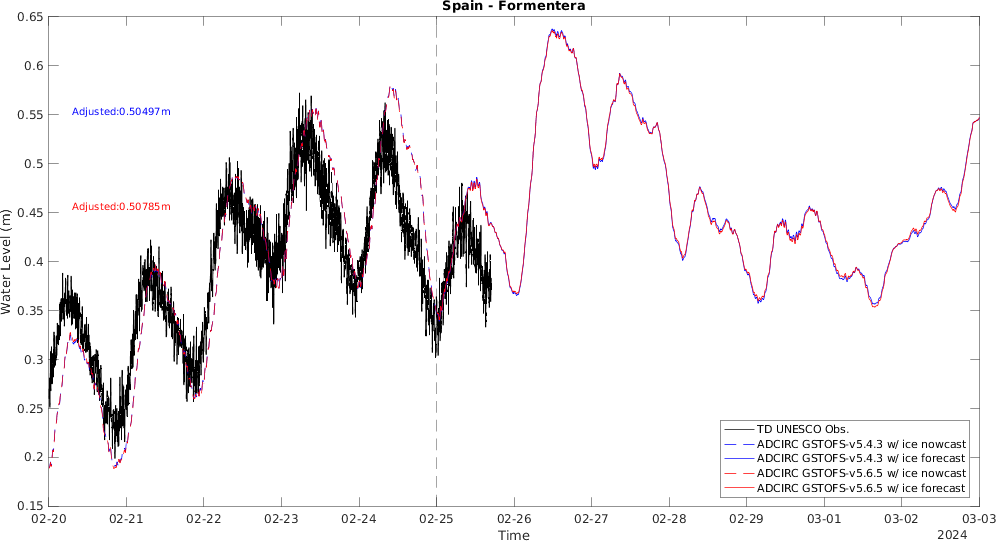 Spain - Formentera
0.65
0.6
0.55
0.5
0.45
0.4
0.35
0.3
0.25
0.2
0.15
Water Level (m)
Adjusted:0.50497m
Adjusted:0.50785m
TD UNESCO Obs.
ADCIRC GSTOFS-v5.4.3 w/ ice nowcast
ADCIRC GSTOFS-v5.4.3 w/ ice forecast
ADCIRC GSTOFS-v5.6.5 w/ ice nowcast
ADCIRC GSTOFS-v5.6.5 w/ ice forecast
02-20 02-21 02-22 02-23 02-24 02-25 02-26 02-27 02-28 02-29 03-01 03-02 03-03
Time
2024